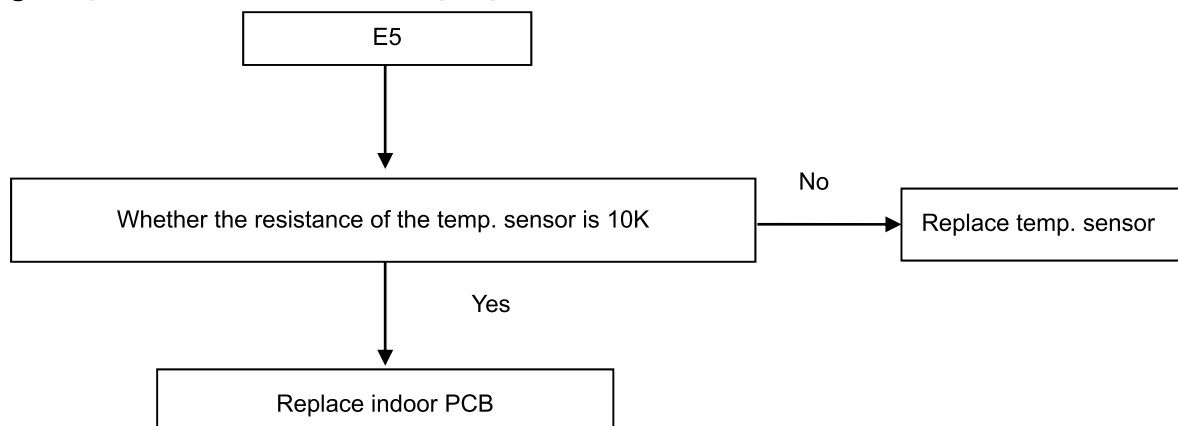 E5
No
Whether the resistance of the temp. sensor is 10K
Replace temp. sensor
Yes
Replace indoor PCB